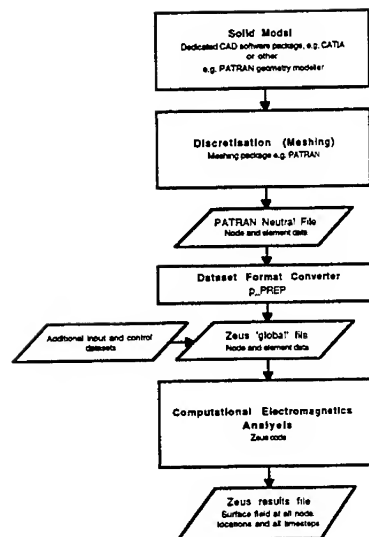 Solid Model
Dedicated CAD software package, e.g. CATIA
or other
e.g. PATRAN geometry modeller
Discretisation (Meshing)
Meshing package e.g. PATRAN
PATRAN Neutral File
Node and element data
Dataset Format Converter
p_PREP
Additional input and control
datasets
Zeus 'global' file
Node and element data
Computational Electromagnetics
Analysis
Zeus code
Zeus results file
Surface field at all node
locations and all timesteps